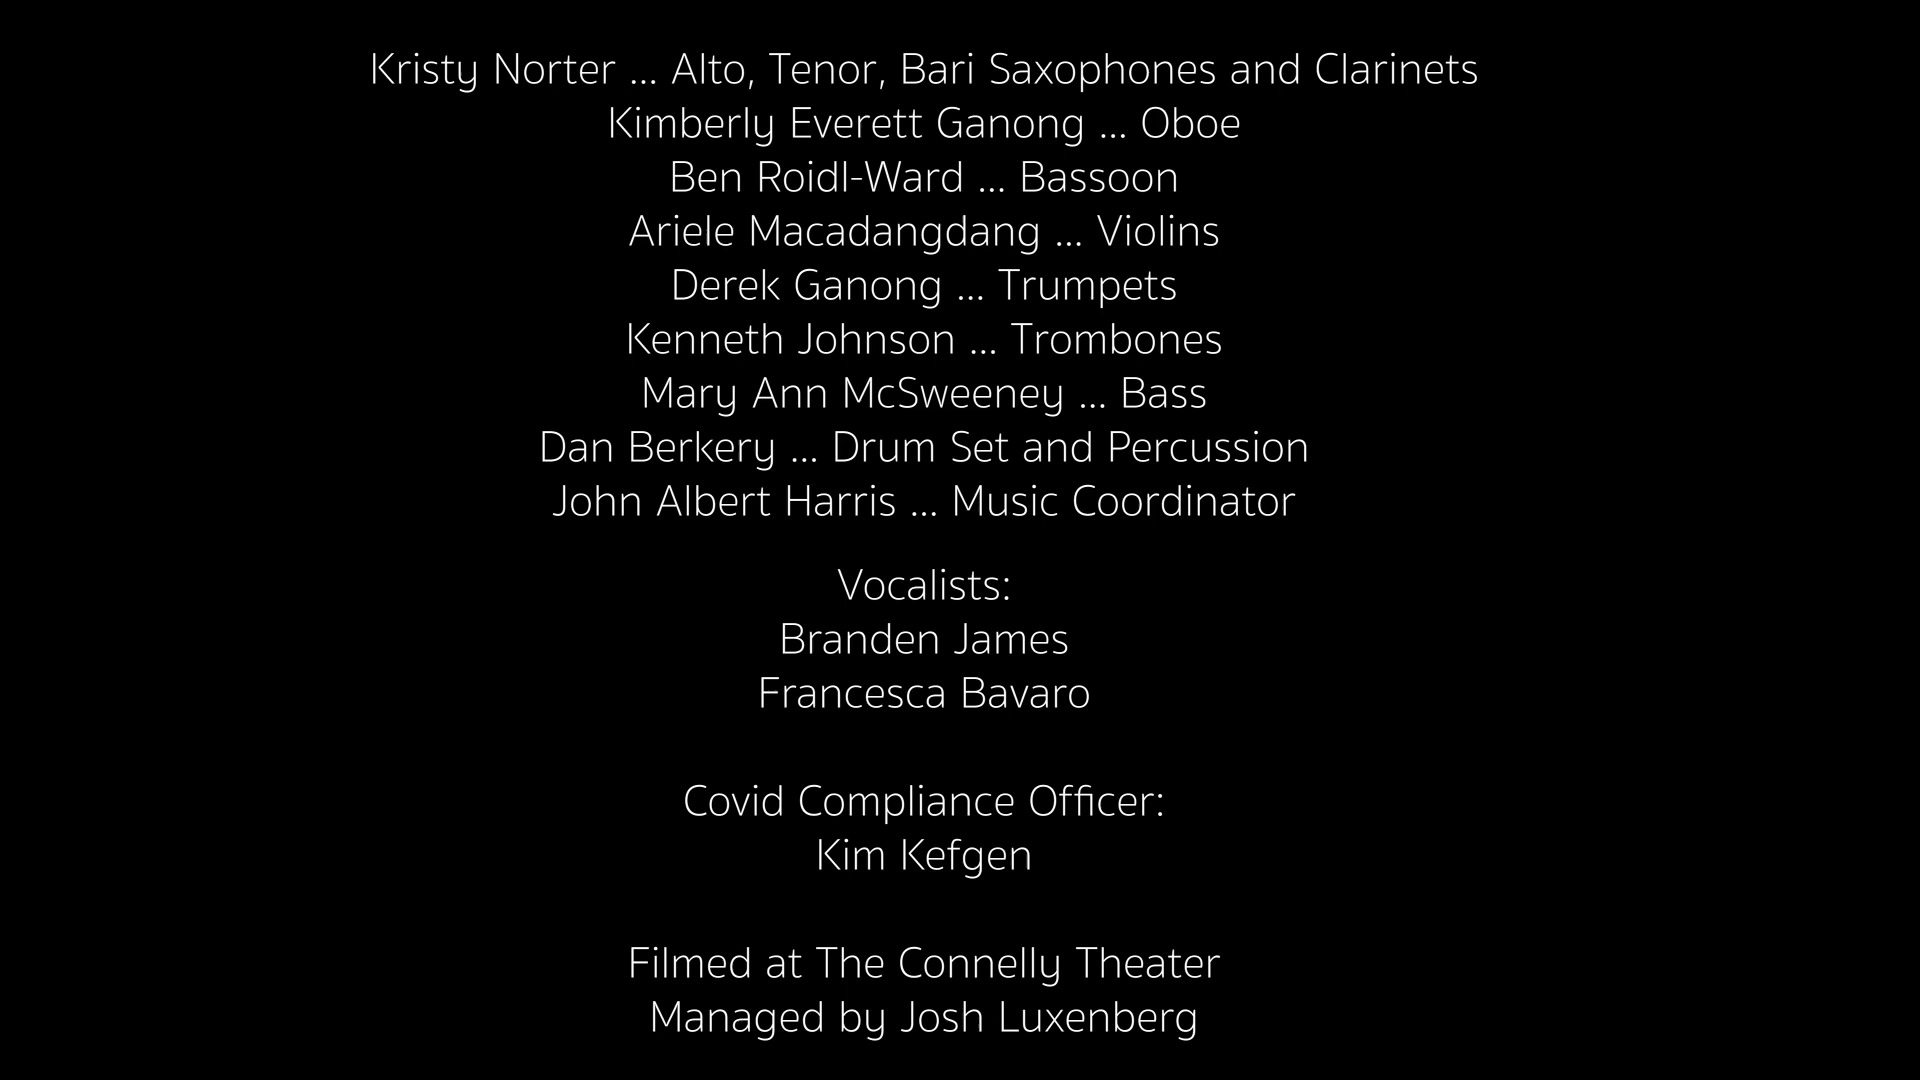 Kristy Norter ... Alto, Tenor, Bari Saxophones and Clarinets
Kimberly Everett Ganong ... Oboe
Ben Roidl-Ward ... Bassoon
Ariele Macadangdang ... Violins
Derek Ganong ... Trumpets
Kenneth Johnson ... Trombones
Mary Ann McSweeney ... Bass
Dan Berkery ... Drum Set and Percussion
John Albert Harris ... Music Coordinator
Vocalists:
Branden James
Francesca Bavaro
Covid Compliance Officer:
Kim Kefgen
Filmed at The Connelly Theater
Managed by Josh Luxenberg